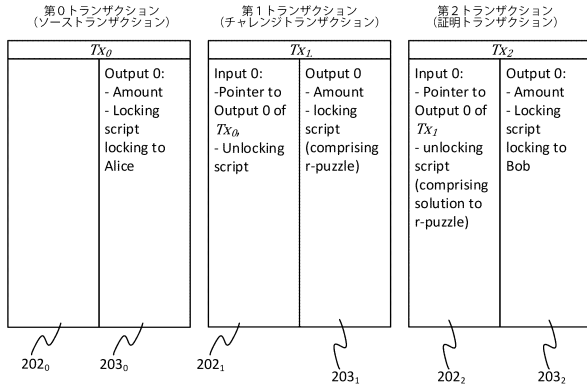 第０トランザクション
（ソーストランザクション）
Tx₀
Output 0:
- Amount
- Locking
script
locking to
Alice
202₀
203₀
第１トランザクション
（チャレンジトランザクション）
Tx₁.
Input 0:
-Pointer to
Output 0 of
Tx₀,
- Unlocking
script
Output 0
- Amount
- locking
script
(comprising
r-puzzle)
202₁
203₁
第２トランザクション
（証明トランザクション）
Tx₂
Input 0:
- Pointer to
Output 0 of
Tx₁
- unlocking
script
(comprising
solution to
r-puzzle)
Output 0:
- Amount
- Locking
script
locking to
Bob
202₂
203₂